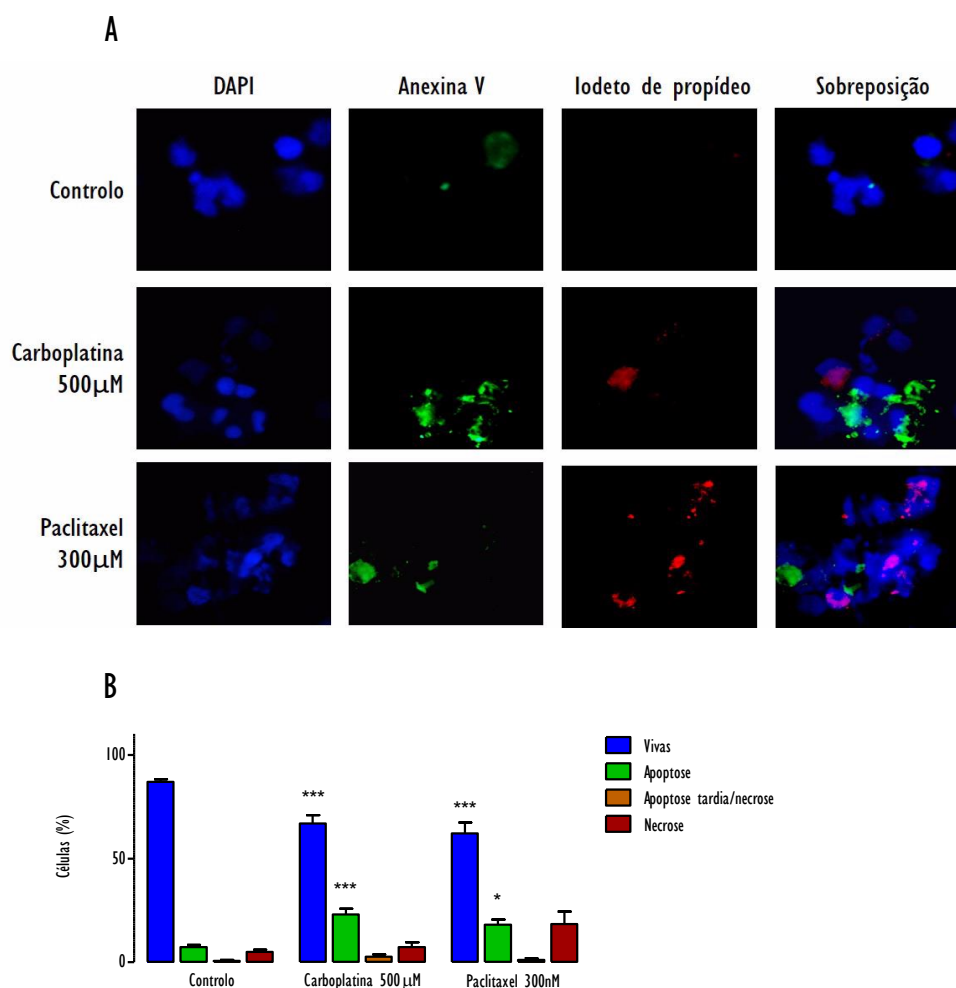 A
DAPI
Anexina V
Iodeto de propídeo
Sobreposição
Controlo
Carboplatina
500µM
Paclitaxel
300µM
B
Células (%)
100
50
0
***
***
***
*
Controlo
Carboplatina 500 µM
Paclitaxel 300nM
Vivas
Apoptose
Apoptose tardia/necrose
Necrose